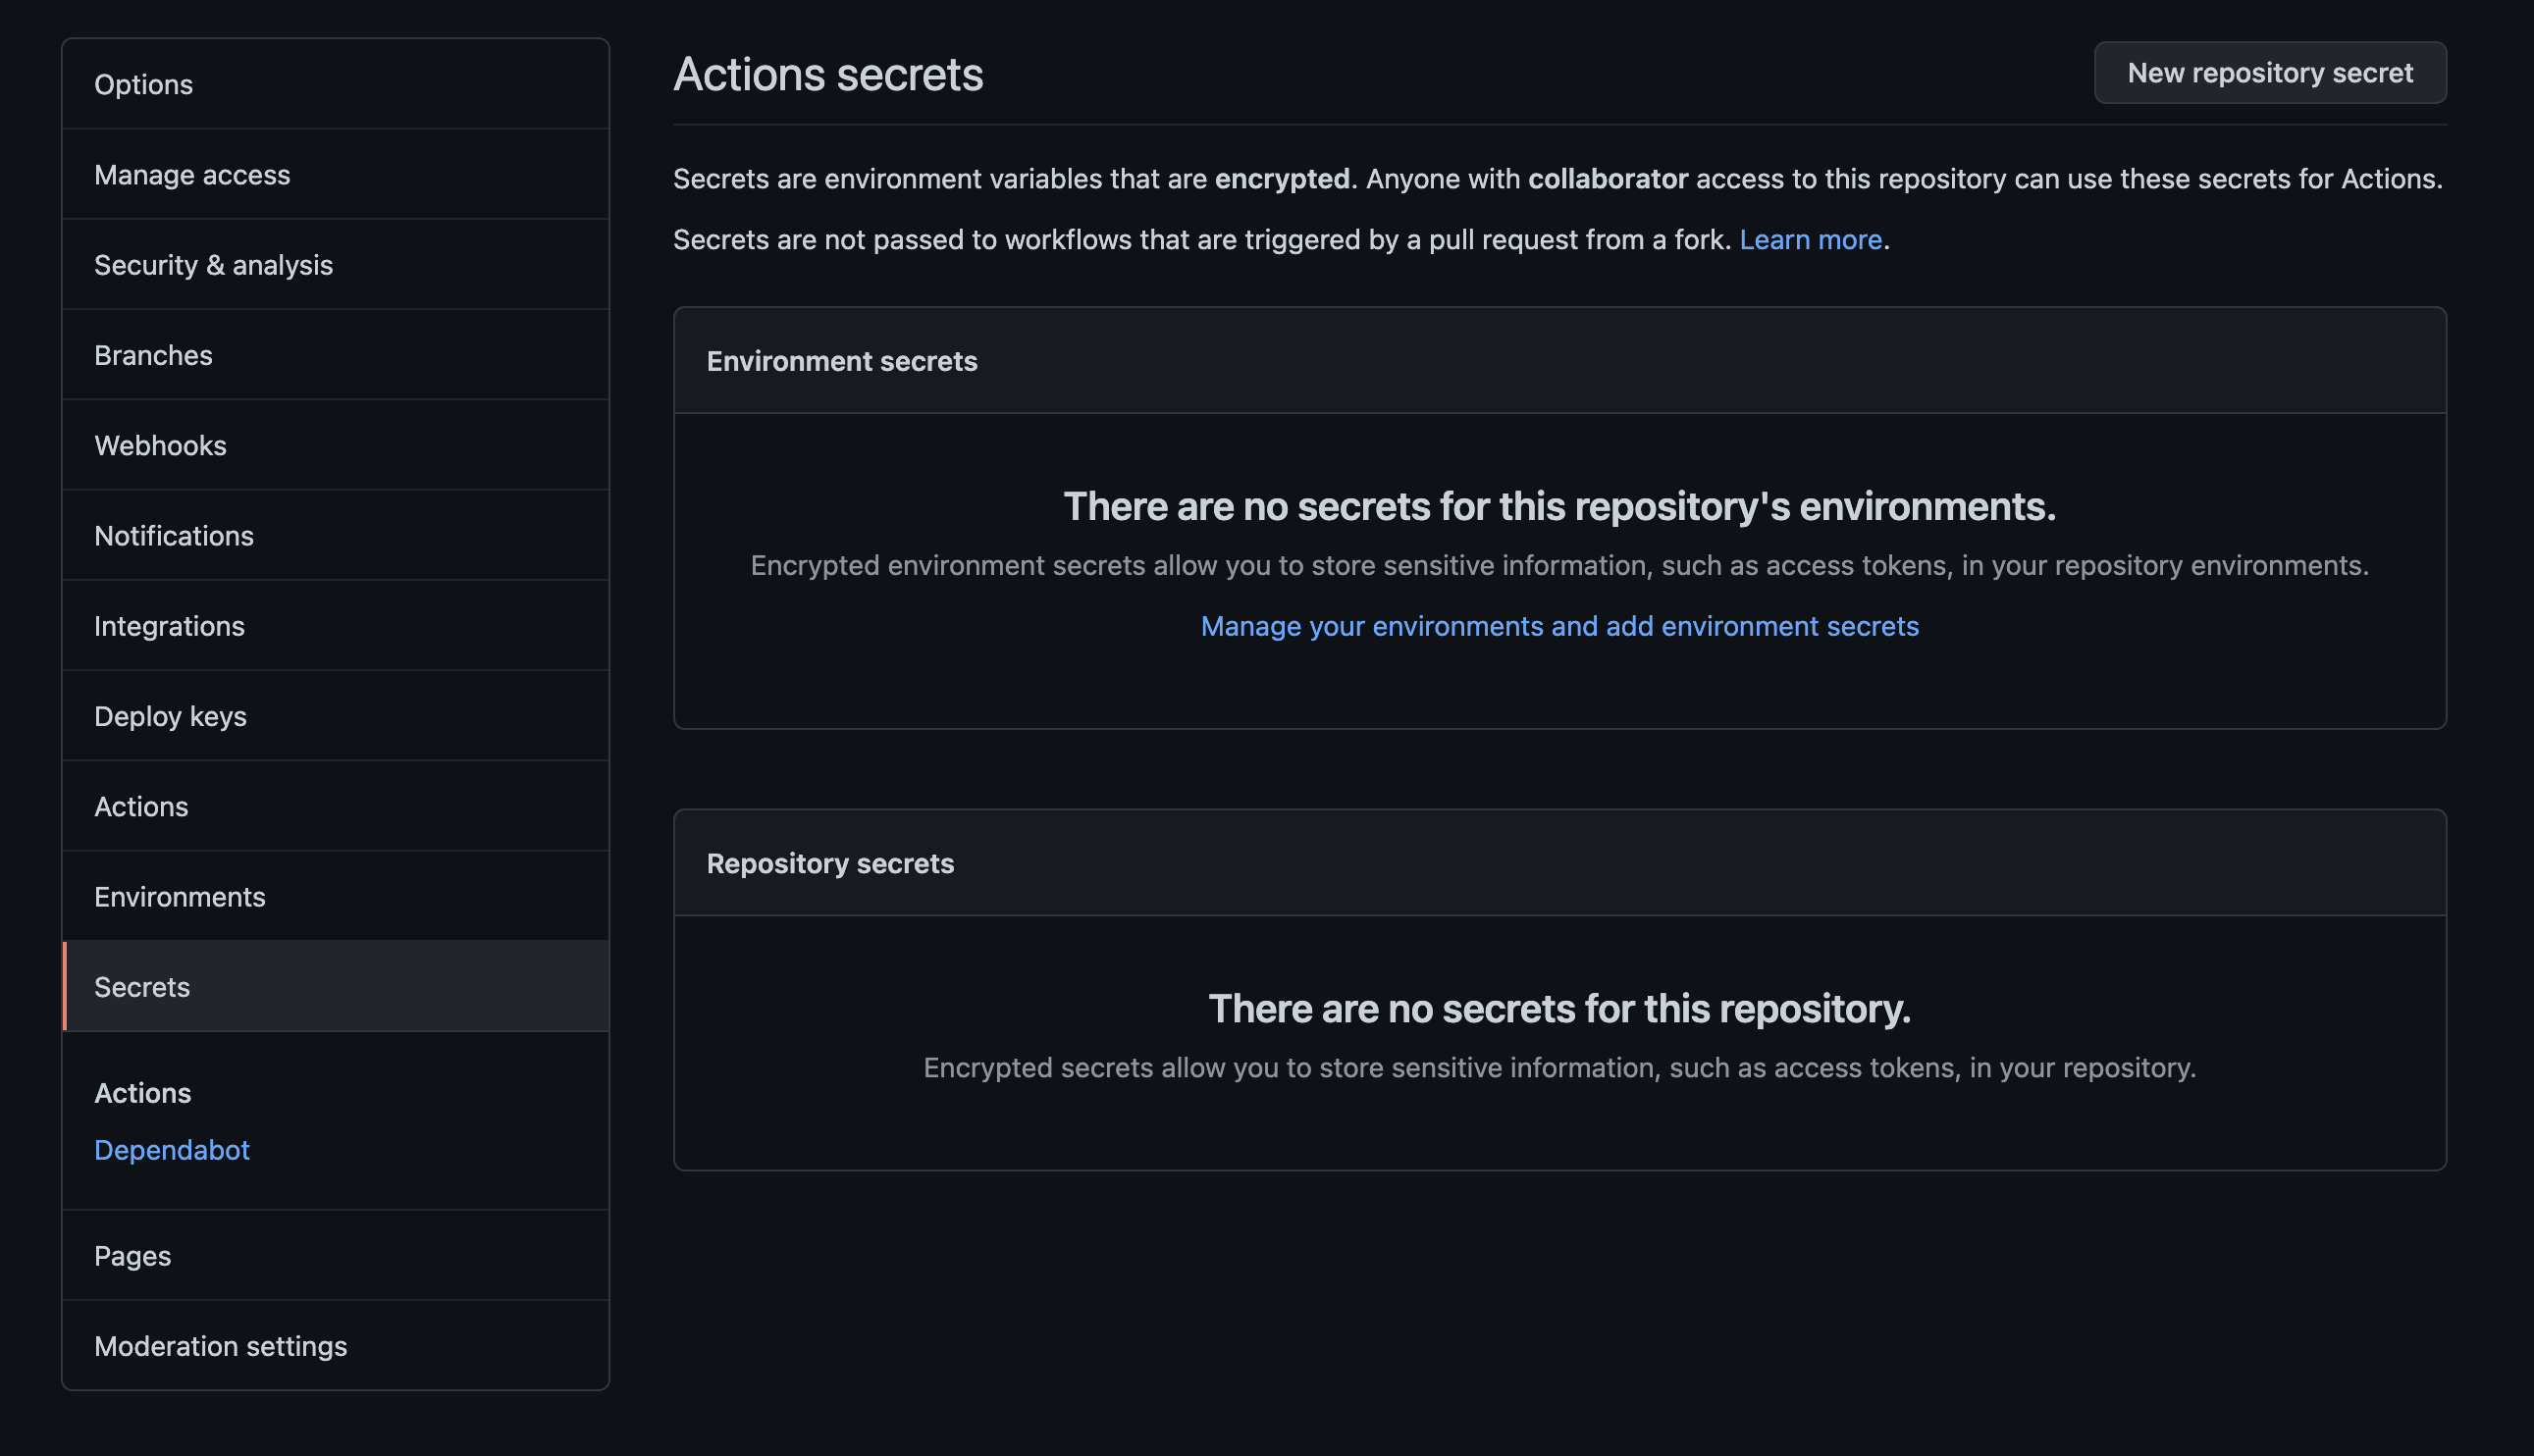 Options
Manage access
Security & analysis
Branches
Webhooks
Notifications
Integrations
Deploy keys
Actions
Environments
Secrets
Actions
Dependabot
Pages
Moderation settings
Actions secrets
New repository secret
Secrets are environment variables that are encrypted. Anyone with collaborator access to this repository can use these secrets for Actions.
Secrets are not passed to workflows that are triggered by a pull request from a fork. Learn more.
Environment secrets
There are no secrets for this repository's environments.
Encrypted environment secrets allow you to store sensitive information, such as access tokens, in your repository environments.
Manage your environments and add environment secrets
Repository secrets
There are no secrets for this repository.
Encrypted secrets allow you to store sensitive information, such as access tokens, in your repository.